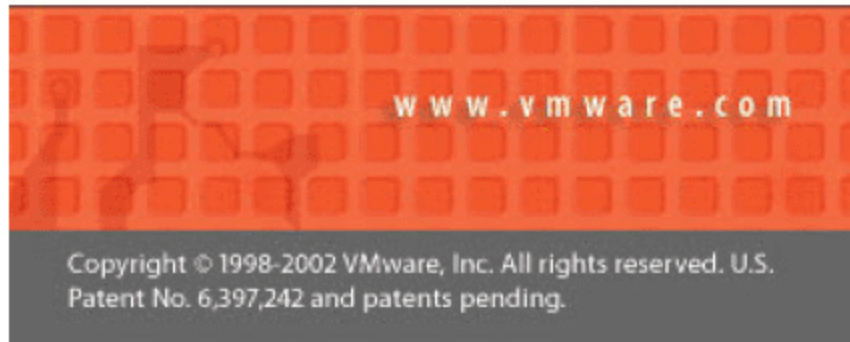 www.vmware.com
Copyright © 1998-2002 VMware, Inc. All rights reserved. U.S.
Patent No. 6,397,242 and patents pending.